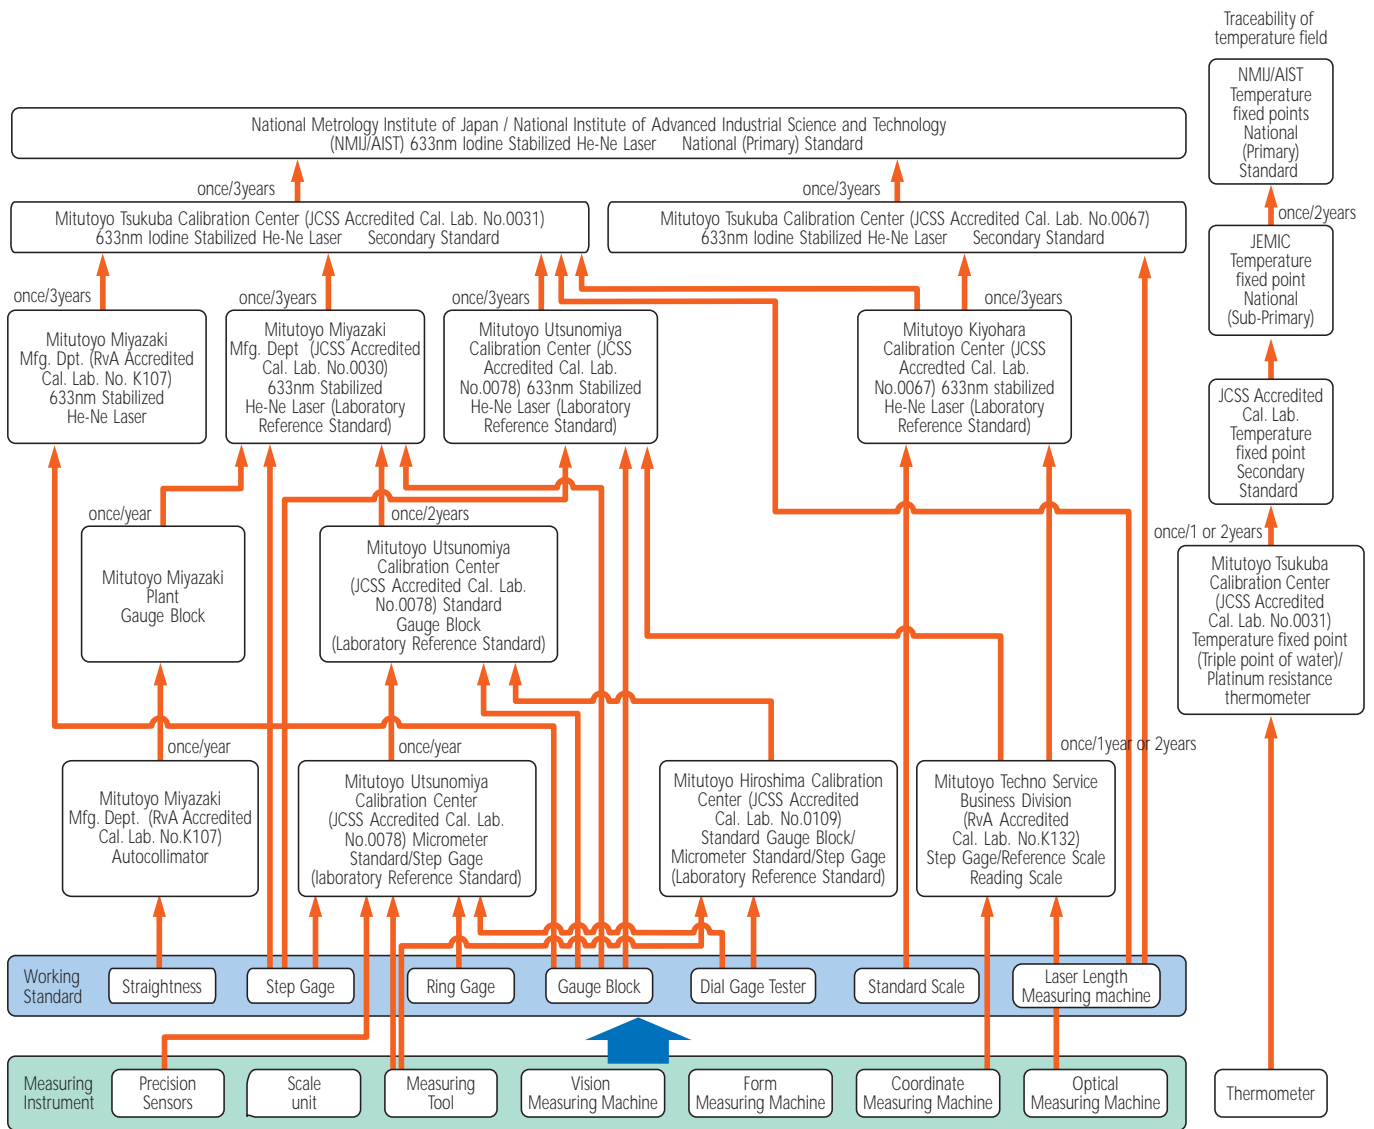 Traceability of
temperature field
NMIJ/AIST
Temperature
fixed points
National
(Primary)
Standard
National Metrology Institute of Japan / National Institute of Advanced Industrial Science and Technology
(NMIJ/AIST) 633nm Iodine Stabilized He-Ne Laser National (Primary) Standard
once/3years
once/3years
once/2years
Mitutoyo Tsukuba Calibration Center (JCSS Accredited Cal. Lab. No.0031)
633nm Iodine Stabilized He-Ne Laser Secondary Standard
Mitutoyo Tsukuba Calibration Center (JCSS Accredited Cal. Lab. No.0067)
633nm Iodine Stabilized He-Ne Laser Secondary Standard
JEMIC
Temperature
fixed point
National
(Sub-Primary)
once/3years
once/3years
once/3years
once/3years
Mitutoyo Miyazaki
Mfg. Dpt. (RvA Accredited
Cal. Lab. No. K107)
633nm Stabilized
He-Ne Laser
Mitutoyo Miyazaki
Mfg. Dept (JCSS Accredited
Cal. Lab. No.0030)
633nm Stabilized
He-Ne Laser (Laboratory
Reference Standard)
Mitutoyo Utsunomiya
Calibration Center (JCSS
Accredited Cal. Lab.
No.0078) 633nm Stabilized
He-Ne Laser (Laboratory
Reference Standard)
Mitutoyo Kiyohara
Calibration Center (JCSS
Accredted Cal. Lab.
No.0067) 633nm stabilized
He-Ne Laser (Laboratory
Reference Standard)
JCSS Accredited
Cal. Lab.
Temperature
fixed point
Secondary
Standard
once/year
once/2years
once/1 or 2years
Mitutoyo Miyazaki
Plant
Gauge Block
Mitutoyo Utsunomiya
Calibration Center
(JCSS Accredited Cal. Lab.
No.0078) Standard
Gauge Block
(Laboratory Reference Standard)
Mitutoyo Tsukuba
Calibration Center
(JCSS Accredited
Cal. Lab. No.0031)
Temperature fixed point
(Triple point of water)/
Platinum resistance
thermometer
once/year
once/year
once/1year or 2years
Mitutoyo Miyazaki
Mfg. Dept. (RvA Accredited
Cal. Lab. No.K107)
Autocollimator
Mitutoyo Utsunomiya
Calibration Center
(JCSS Accredited Cal. Lab.
No.0078) Micrometer
Standard/Step Gage
(laboratory Reference Standard)
Mitutoyo Hiroshima Calibration
Center (JCSS Accredited
Cal. Lab. No.0109)
Standard Gauge Block/
Micrometer Standard/Step Gage
(Laboratory Reference Standard)
Mitutoyo Techno Service
Business Division
(RvA Accredited
Cal. Lab. No.K132)
Step Gage/Reference Scale
Reading Scale
Working
Standard
Straightness
Step Gage
Ring Gage
Gauge Block
Dial Gage Tester
Standard Scale
Laser Length
Measuring machine
Measuring
Instrument
Precision
Sensors
Scale
unit
Measuring
Tool
Vision
Measuring Machine
Form
Measuring Machine
Coordinate
Measuring Machine
Optical
Measuring Machine
Thermometer